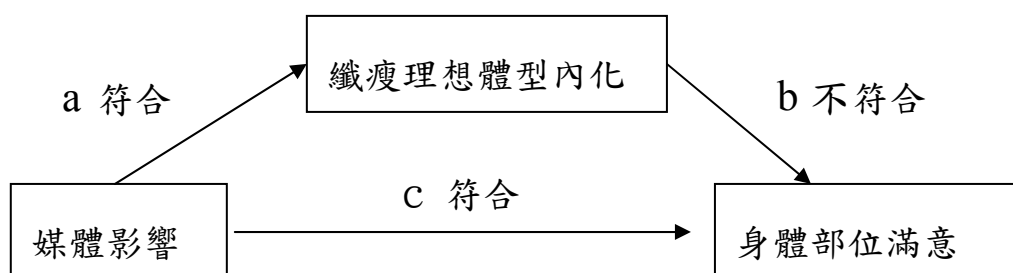 纖瘦理想體型內化
a 符合
b 不符合
c 符合
媒體影響
身體部位滿意